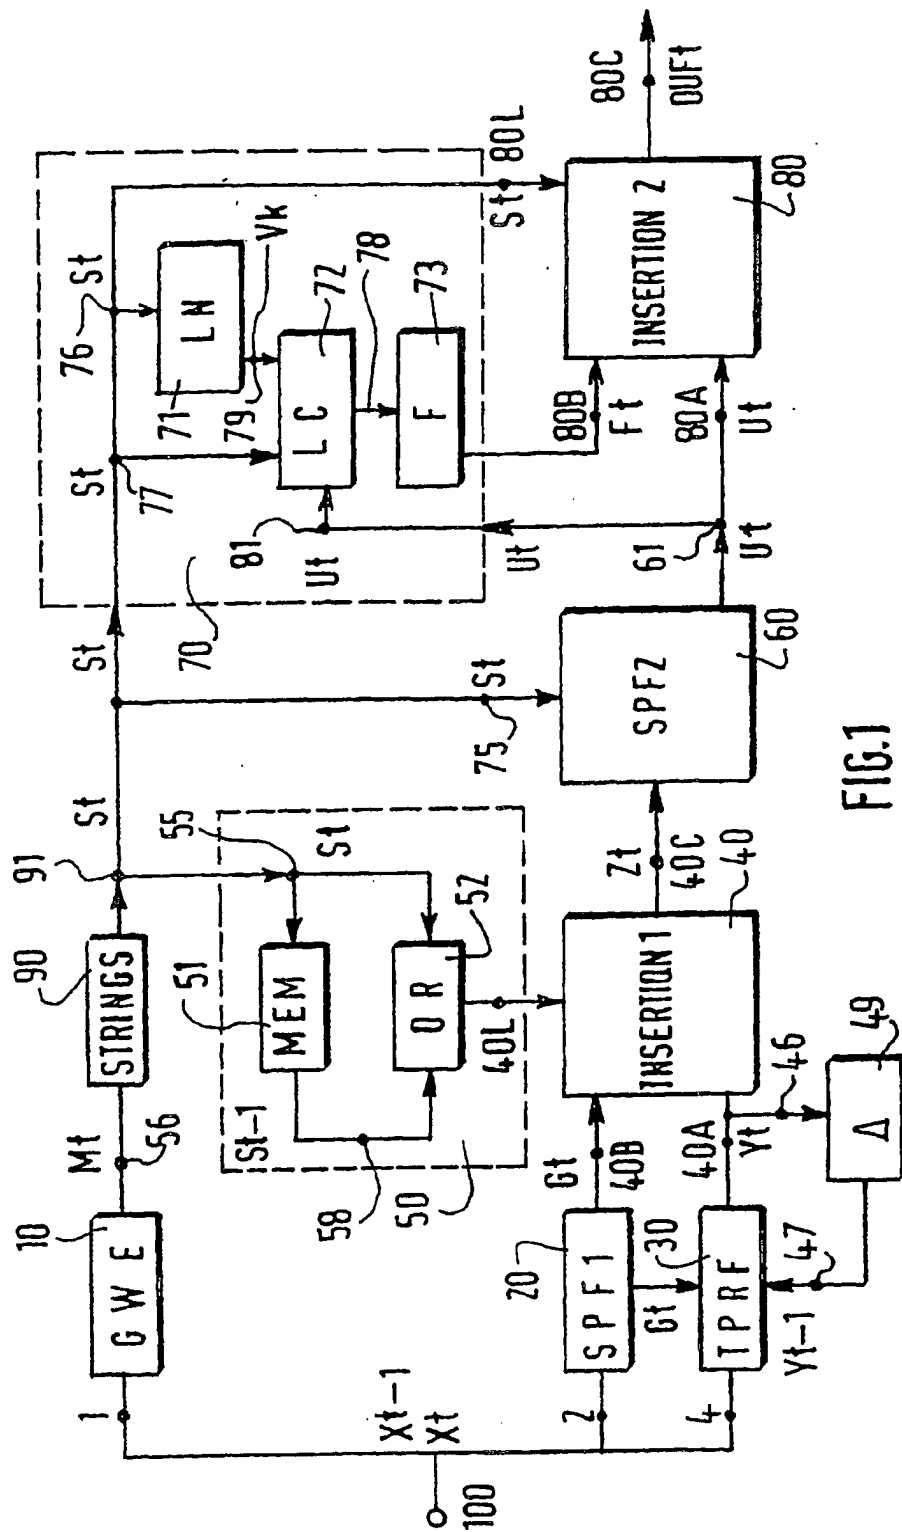 100
Xt-1
Xt
1
2
4
GWE
10
Mt
56
STRINGS
90
91
St
St
St
77
76
St
70
LN
71
79
Vk
LC
72
78
F
73
81
Ut
Ut
St
80L
MEM
51
55
St
St-1
58
50
OR
52
40L
St
75
SPF1
20
Gt
Gt
40B
TPRF
30
40A
Yt
46
Yt-1
47
Δ
49
INSERTION 1
40
Zt
40C
SPF2
60
61
Ut
80B
Ft
80A
Ut
INSERTION 2
80
80C
OUFt
FIG.1